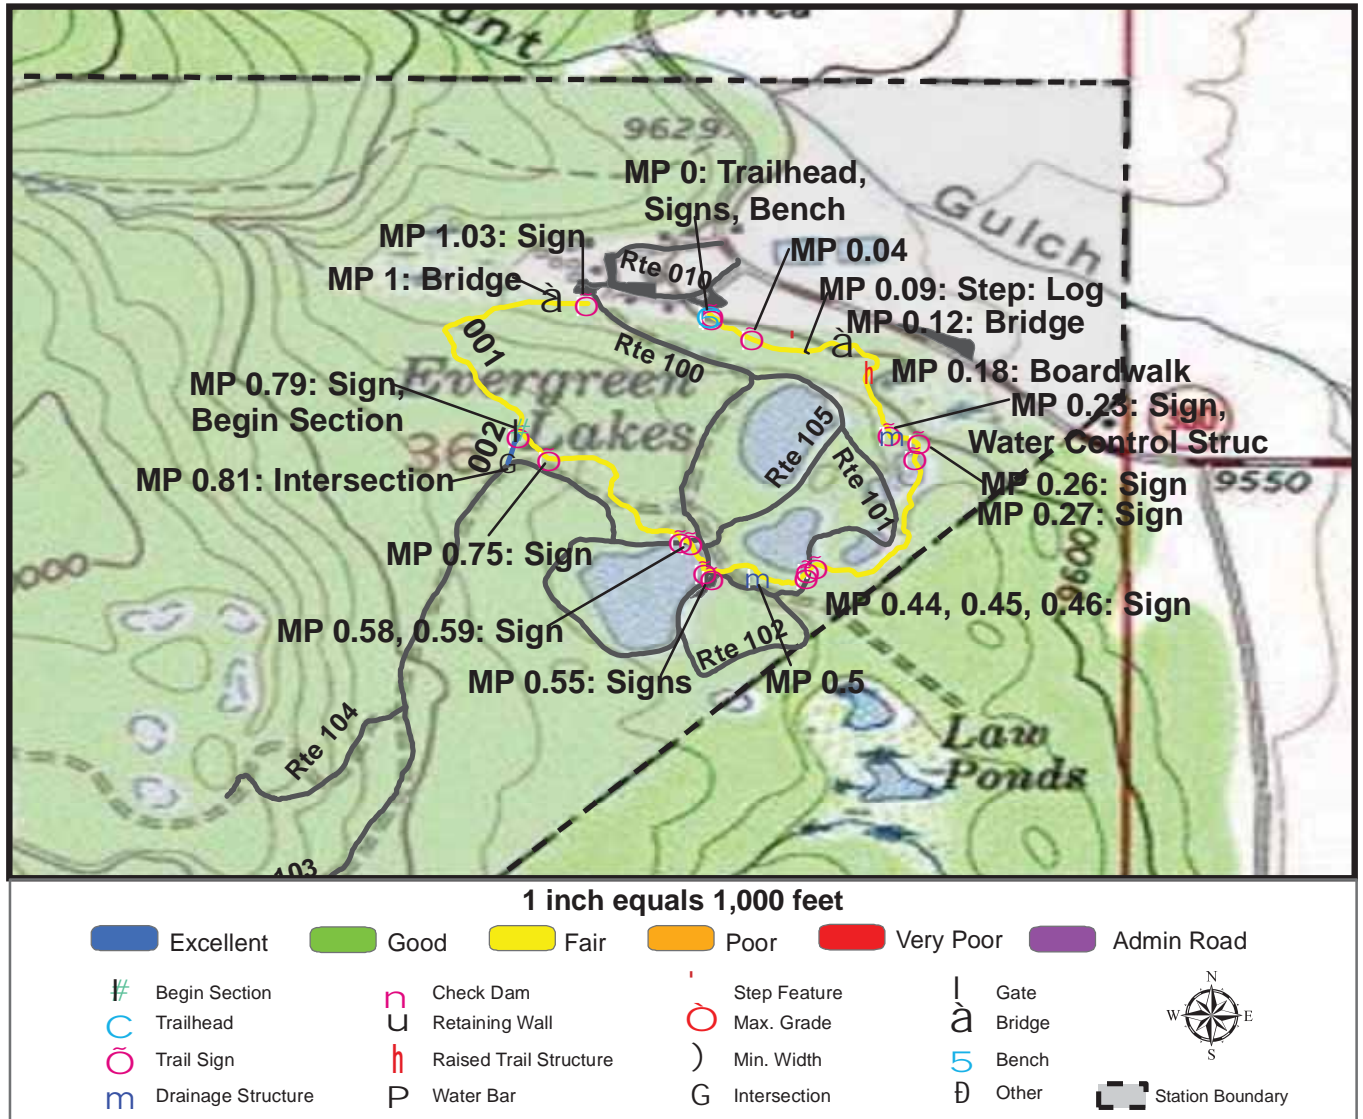 unt
Area
9629
MP 0: Trailhead,
Signs, Bench
Gulch
MP 1.03: Sign
MP 0.04
MP 1: Bridge
à
Rte 010
MP 0.09: Step: Log
MP 0.12: Bridge
à
001
Rte 100
h
MP 0.18: Boardwalk
Evergreen
Lakes
MP 0.79: Sign,
Begin Section
MP 0.23: Sign,
Water Control Struc
m
36
002
G
Rte 105
Rte 101
MP 0.81: Intersection
MP 0.26: Sign
9550
MP 0.27: Sign
MP 0.75: Sign
9600
m
MP 0.44, 0.45, 0.46: Sign
MP 0.58, 0.59: Sign
Rte 102
MP 0.55: Signs
MP 0.5
Rte 104
Law
Ponds
103
1 inch equals 1,000 feet
Excellent
Good
Fair
Poor
Very Poor
Admin Road
Begin Section
n Check Dam
' Step Feature
Gate
N
C Trailhead
u Retaining Wall
Ò Max. Grade
à Bridge
W E
Õ Trail Sign
h Raised Trail Structure
) Min. Width
5 Bench
S
m Drainage Structure
P Water Bar
G Intersection
Đ Other
Station Boundary